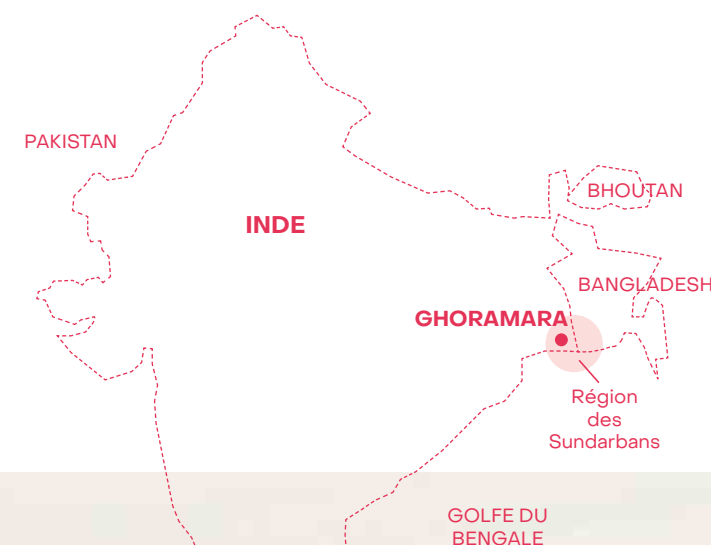 PAKISTAN
BHOUTAN
INDE
BANGLADESH
GHORAMARA
Région
des
Sundarbans
GOLFE DU
BENGALE